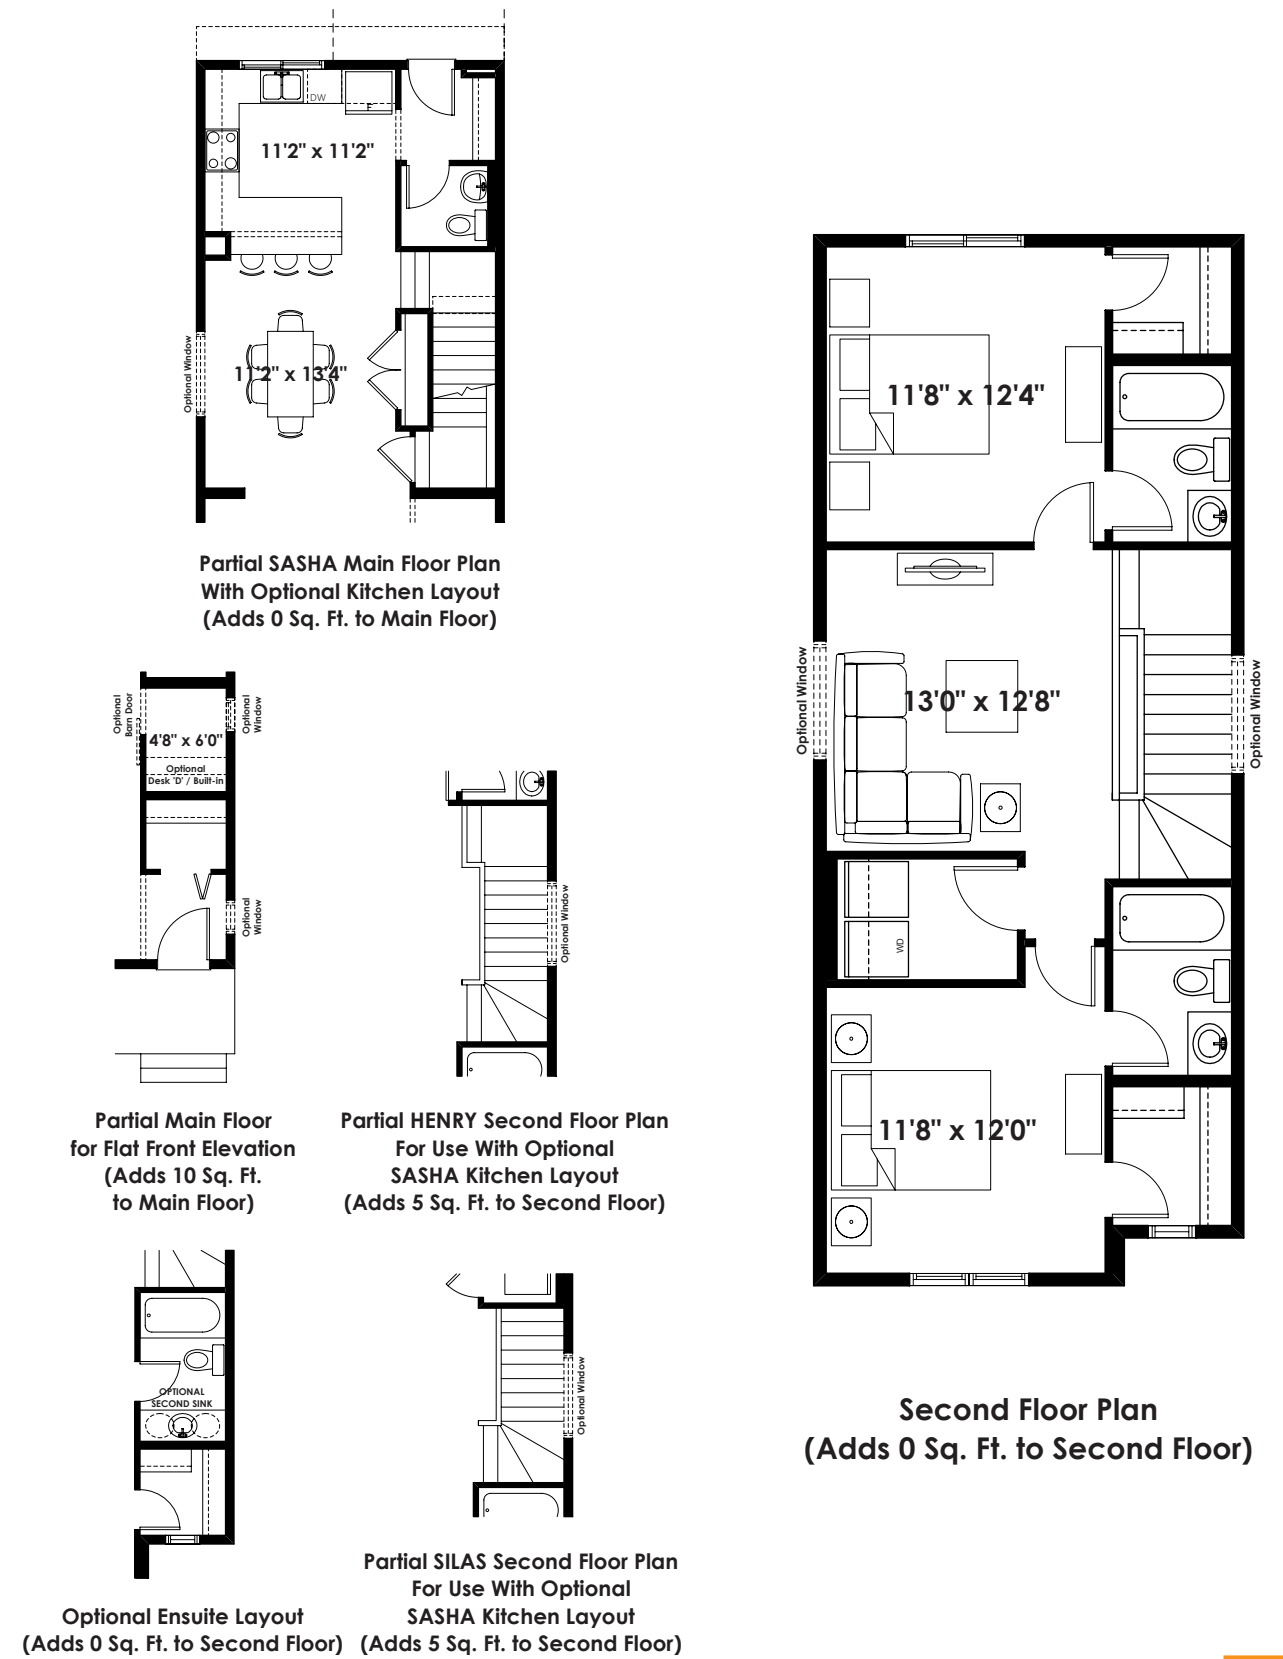 DW
F
11'2" x 11'2"
Optional Window
11'2" x 13'4"
Partial SASHA Main Floor Plan
With Optional Kitchen Layout
(Adds 0 Sq. Ft. to Main Floor)
Optional
Barn Door
Optional
Window
4'8" x 6'0"
Optional
Desk 'D' / Built-in
Optional
Window
Partial Main Floor
for Flat Front Elevation
(Adds 10 Sq. Ft.
to Main Floor)
Optional Window
Partial HENRY Second Floor Plan
For Use With Optional
SASHA Kitchen Layout
(Adds 5 Sq. Ft. to Second Floor)
OPTIONAL
SECOND SINK
Optional Ensuite Layout
(Adds 0 Sq. Ft. to Second Floor)
Optional Window
Partial SILAS Second Floor Plan
For Use With Optional
SASHA Kitchen Layout
(Adds 5 Sq. Ft. to Second Floor)
11'8" x 12'4"
Optional Window
13'0" x 12'8"
Optional Window
WD
11'8" x 12'0"
Second Floor Plan
(Adds 0 Sq. Ft. to Second Floor)